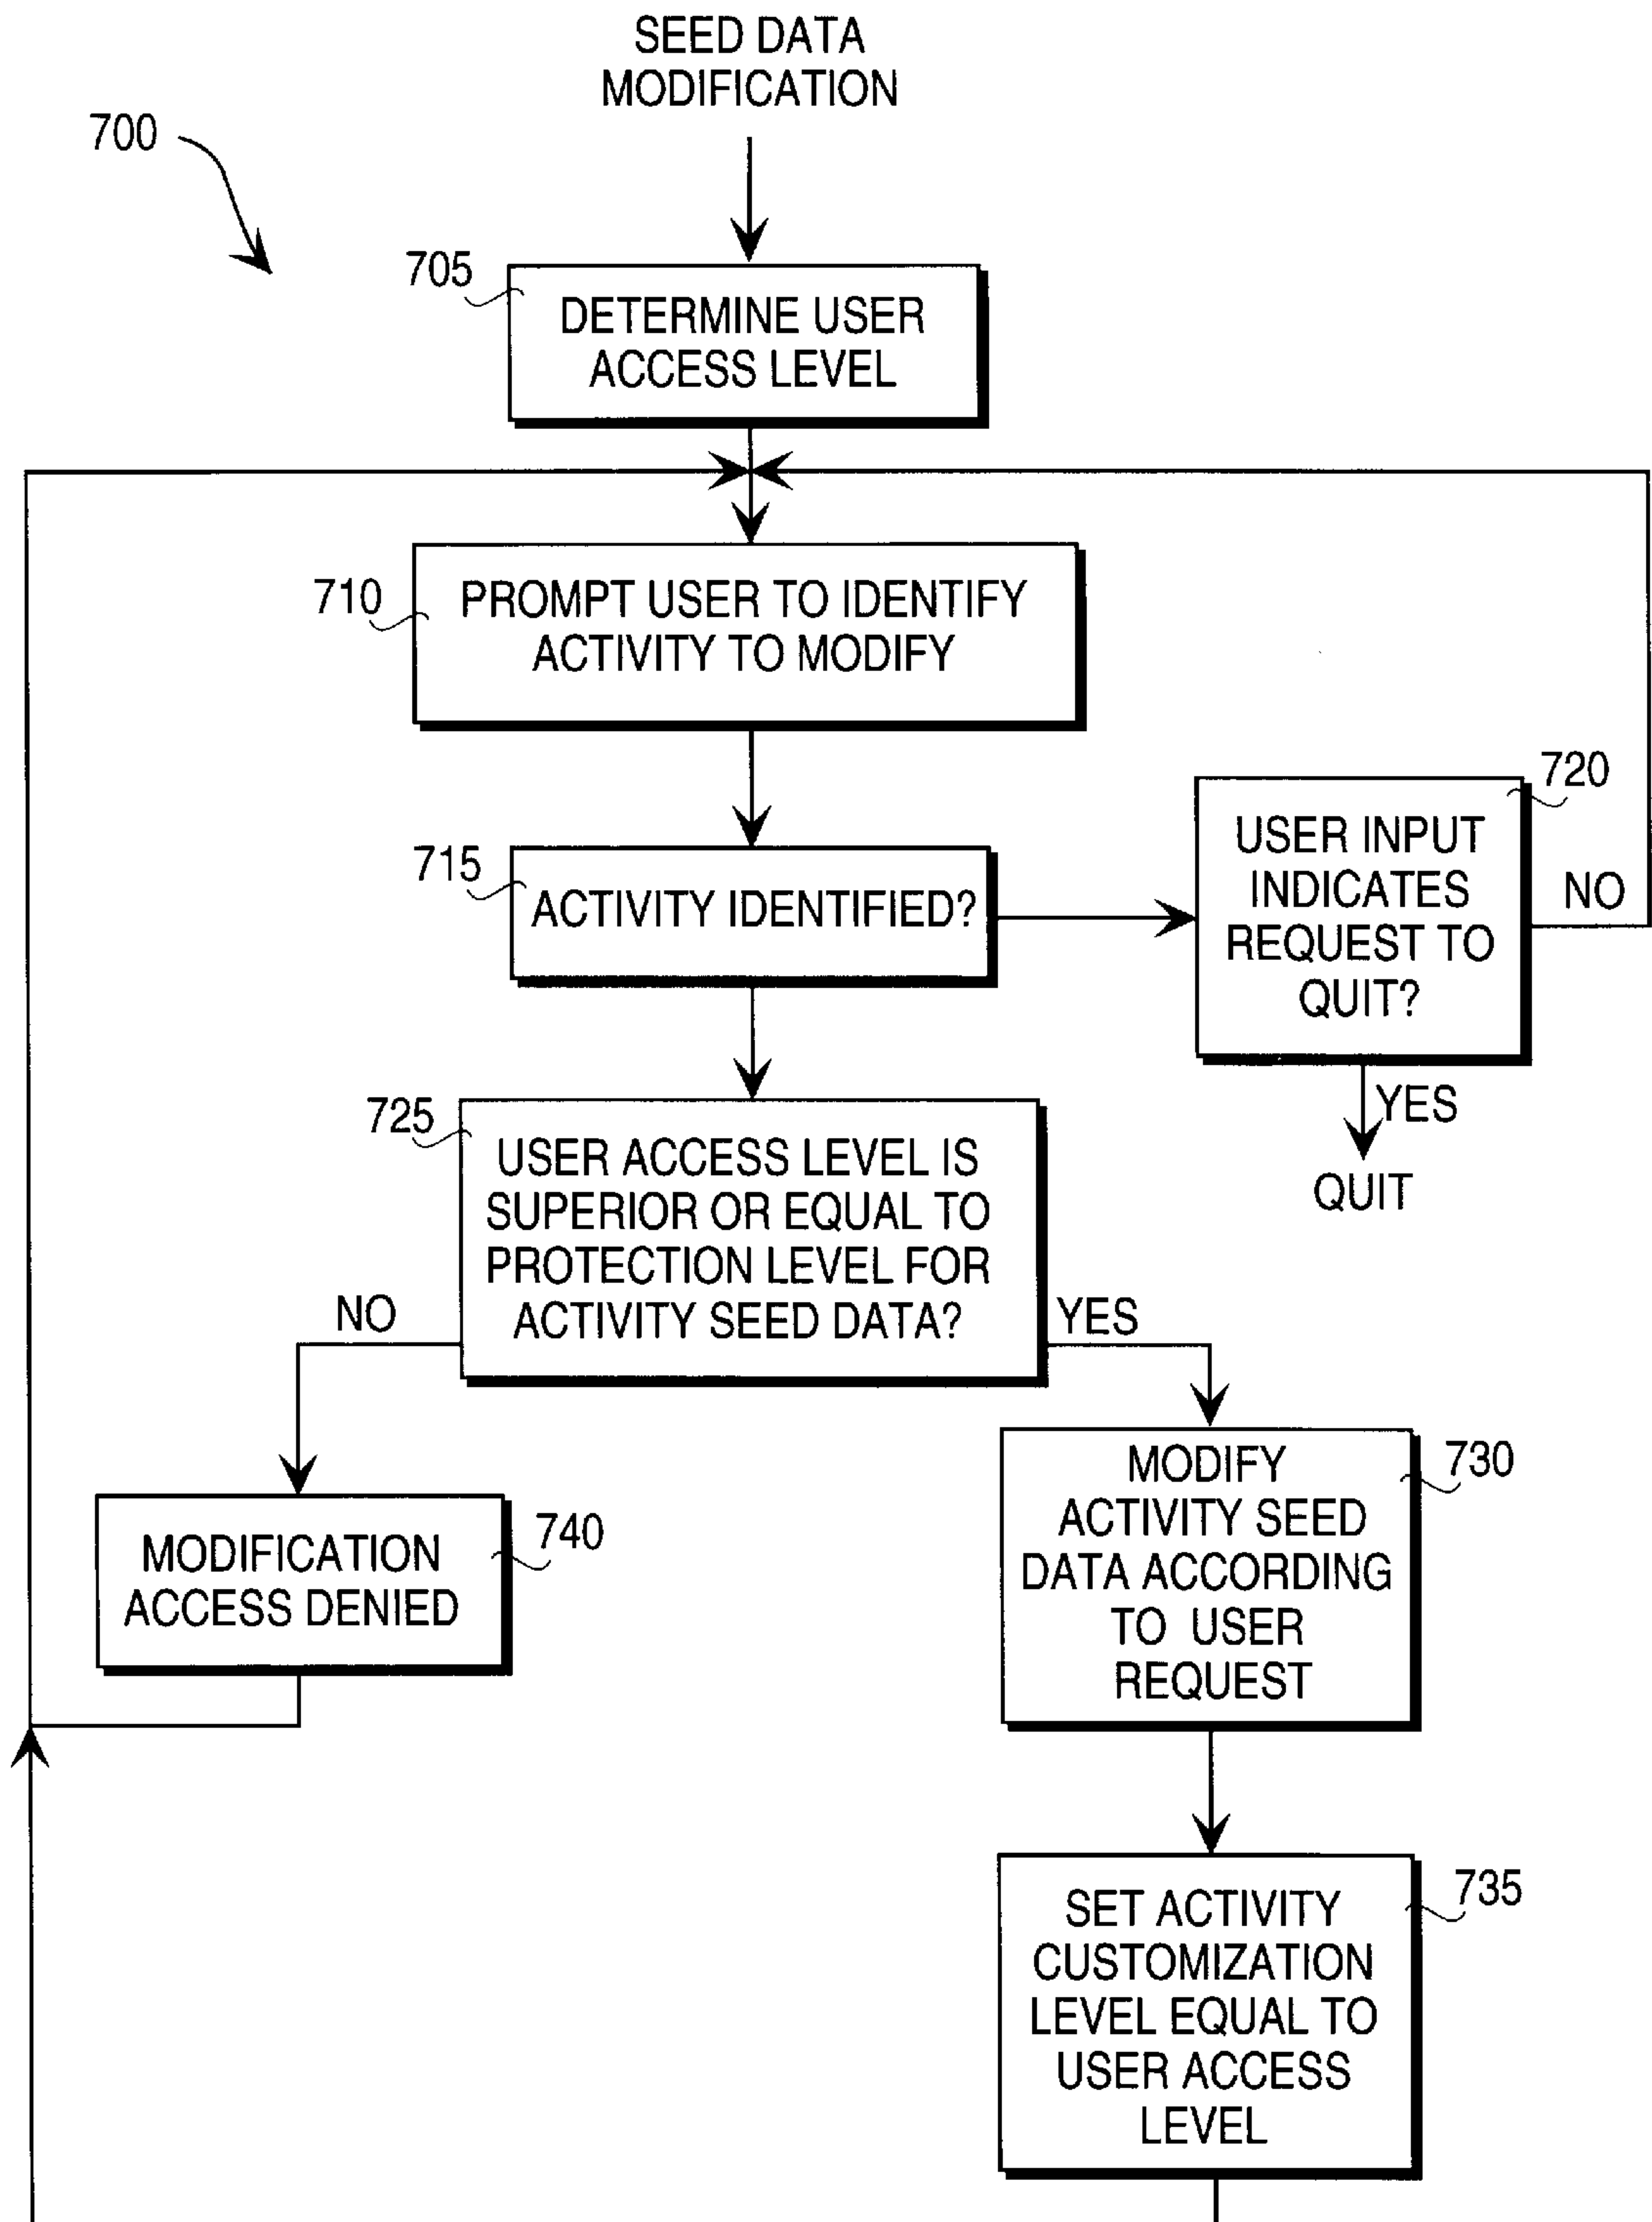 SEED DATA
MODIFICATION
700
705
DETERMINE USER
ACCESS LEVEL
710
PROMPT USER TO IDENTIFY
ACTIVITY TO MODIFY
715
ACTIVITY IDENTIFIED?
720
USER INPUT
INDICATES
REQUEST TO
QUIT?
NO
YES
QUIT
725
USER ACCESS LEVEL IS
SUPERIOR OR EQUAL TO
PROTECTION LEVEL FOR
ACTIVITY SEED DATA?
NO
YES
740
MODIFICATION
ACCESS DENIED
730
MODIFY
ACTIVITY SEED
DATA ACCORDING
TO USER
REQUEST
735
SET ACTIVITY
CUSTOMIZATION
LEVEL EQUAL TO
USER ACCESS
LEVEL